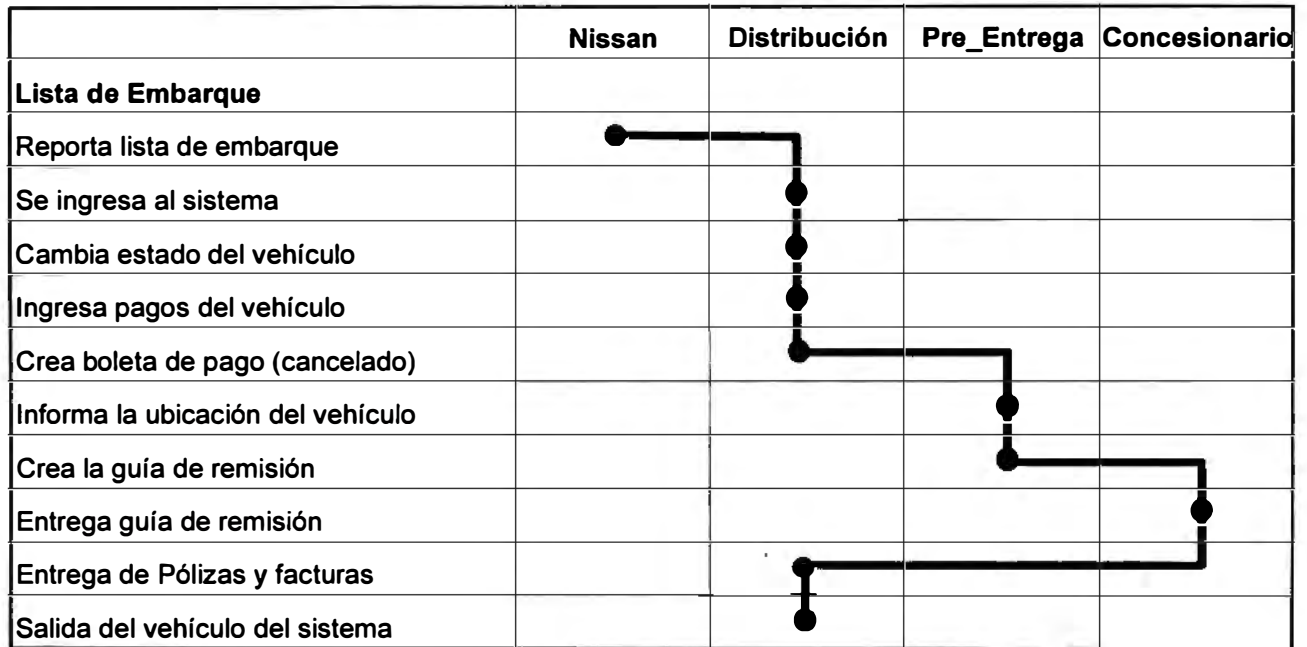 Nissan Distribución Pre_Entrega Concesionario
Lista de Embarque
Reporta lista de embarque
Se ingresa al sistema
Cambia estado del vehículo
Ingresa pagos del vehículo
Crea boleta de pago (cancelado)
Informa la ubicación del vehículo
Crea la guía de remisión
Entrega guía de remisión
Entrega de Pólizas y facturas
Salida del vehículo del sistema